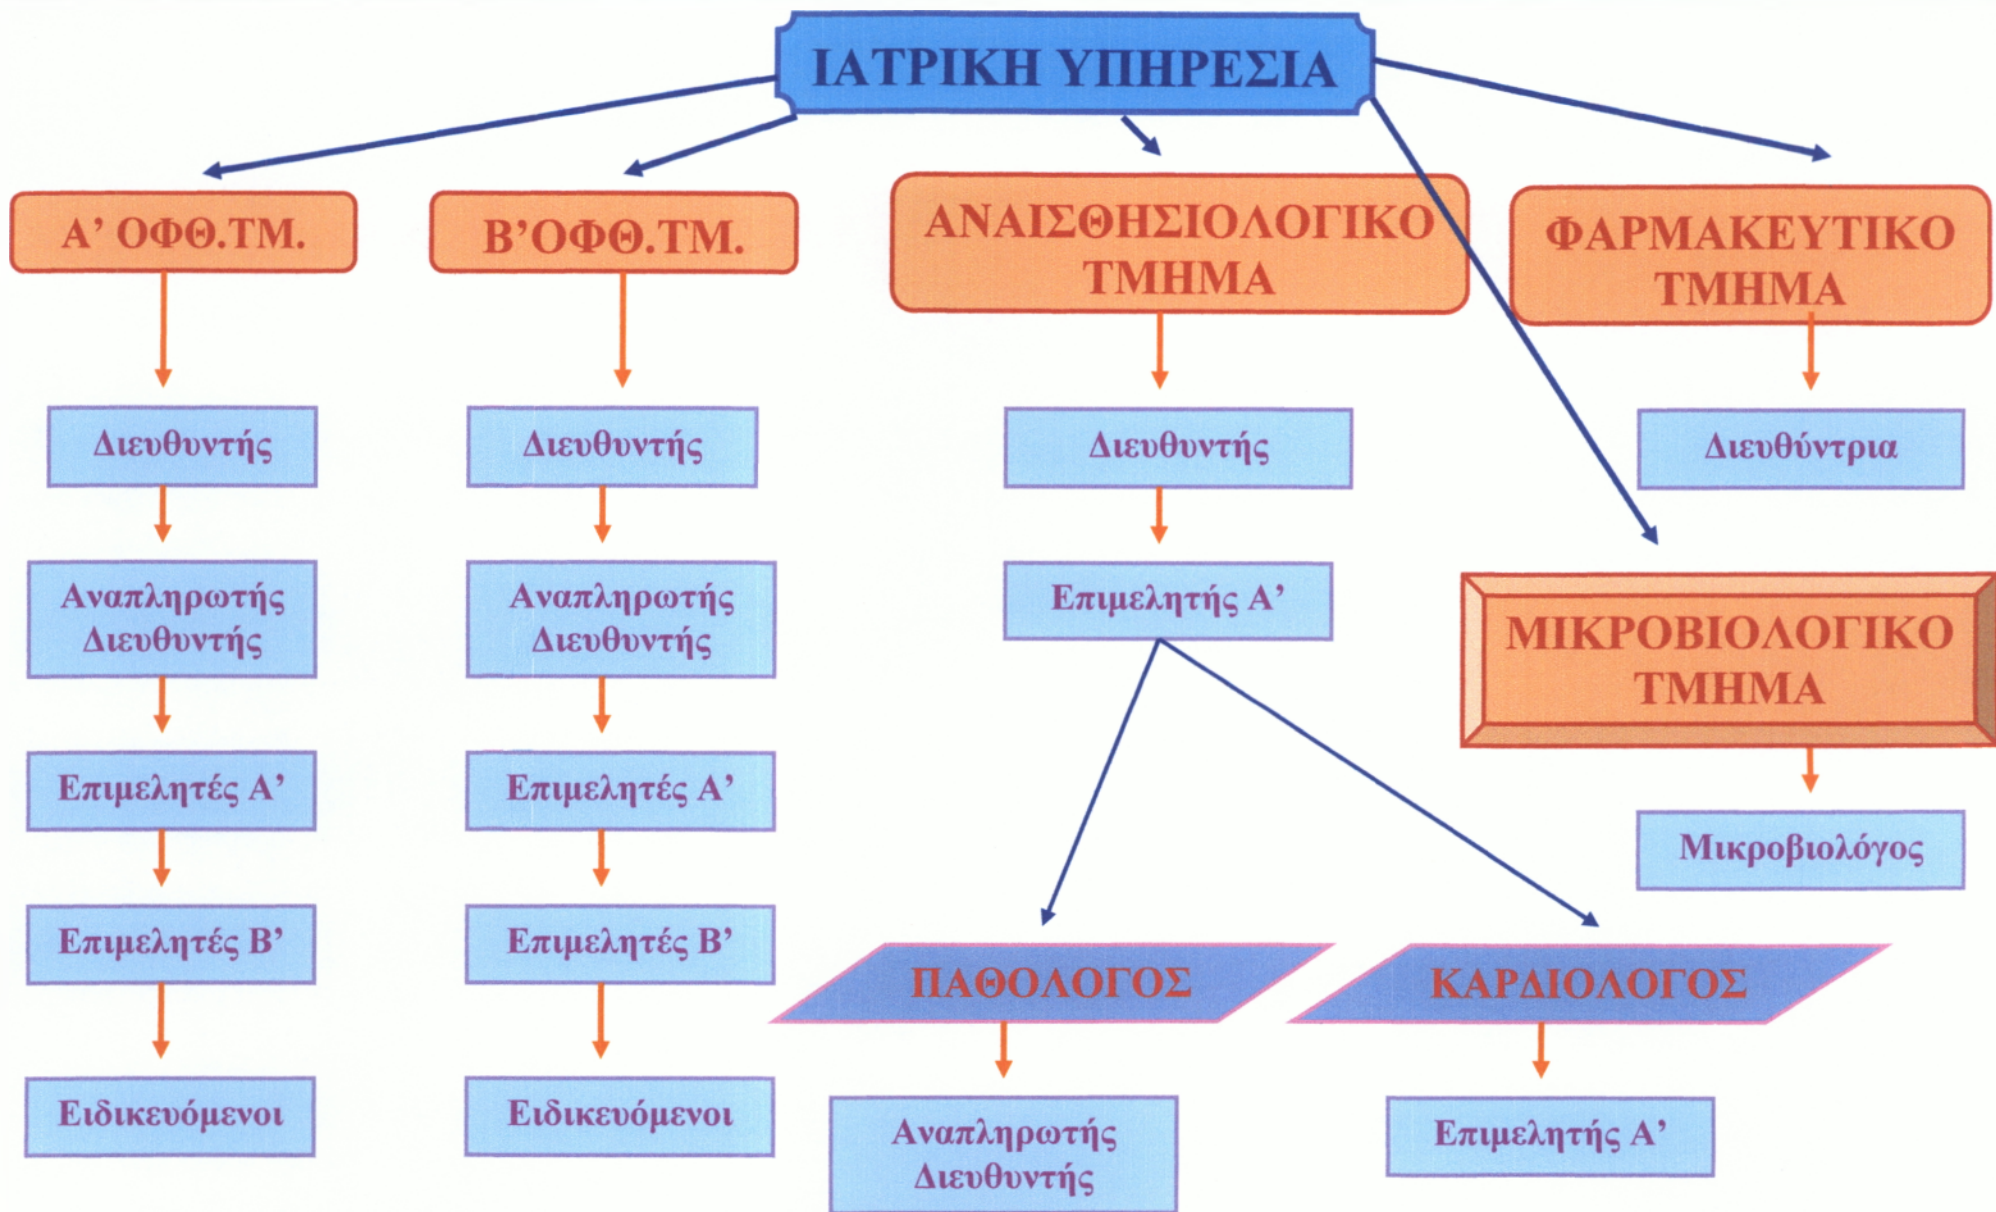 ΙΑΤΡΙΚΗ ΥΠΗΡΕΣΙΑ
Α' ΟΦΘ.ΤΜ.
Β'ΟΦΘ.ΤΜ.
ΑΝΑΙΣΘΗΣΙΟΛΟΓΙΚΟ
ΤΜΗΜΑ
ΦΑΡΜΑΚΕΥΤΙΚΟ
ΤΜΗΜΑ
Διευθυντής
Διευθυντής
Διευθυντής
Διευθύντρια
Αναπληρωτής
Διευθυντής
Αναπληρωτής
Διευθυντής
Επιμελητής Α'
ΜΙΚΡΟΒΙΟΛΟΓΙΚΟ
ΤΜΗΜΑ
Επιμελητές Α'
Επιμελητές Α'
Μικροβιολόγος
Επιμελητές Β'
Επιμελητές Β'
ΠΑΘΟΛΟΓΟΣ
ΚΑΡΔΙΟΛΟΓΟΣ
Ειδικευόμενοι
Ειδικευόμενοι
Αναπληρωτής
Διευθυντής
Επιμελητής Α'